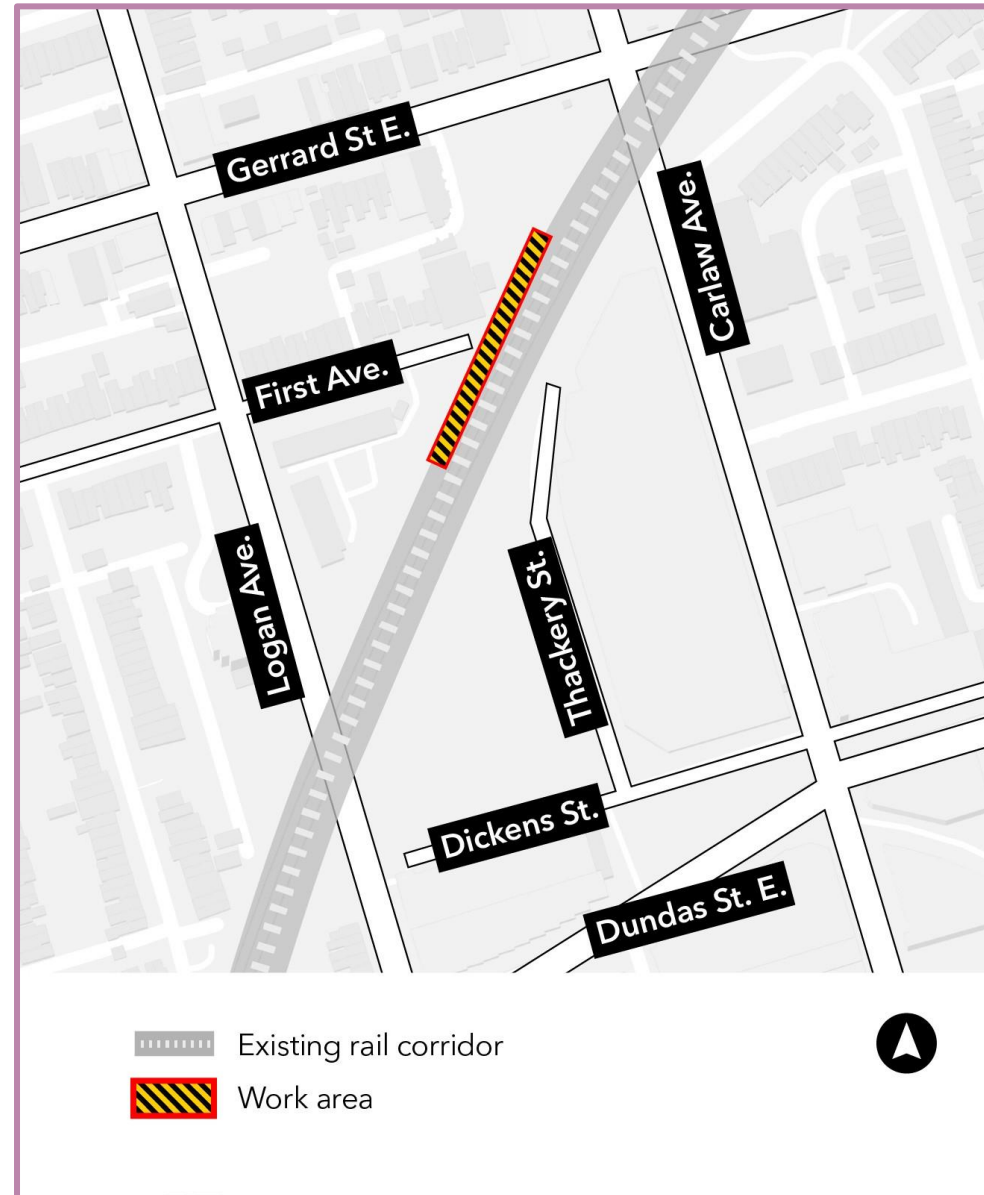 Gerrard St E.
Carlaw Ave.
First Ave.
Logan Ave.
Thackery St.
Dickens St.
Dundas St. E.
Existing rail corridor
Work area